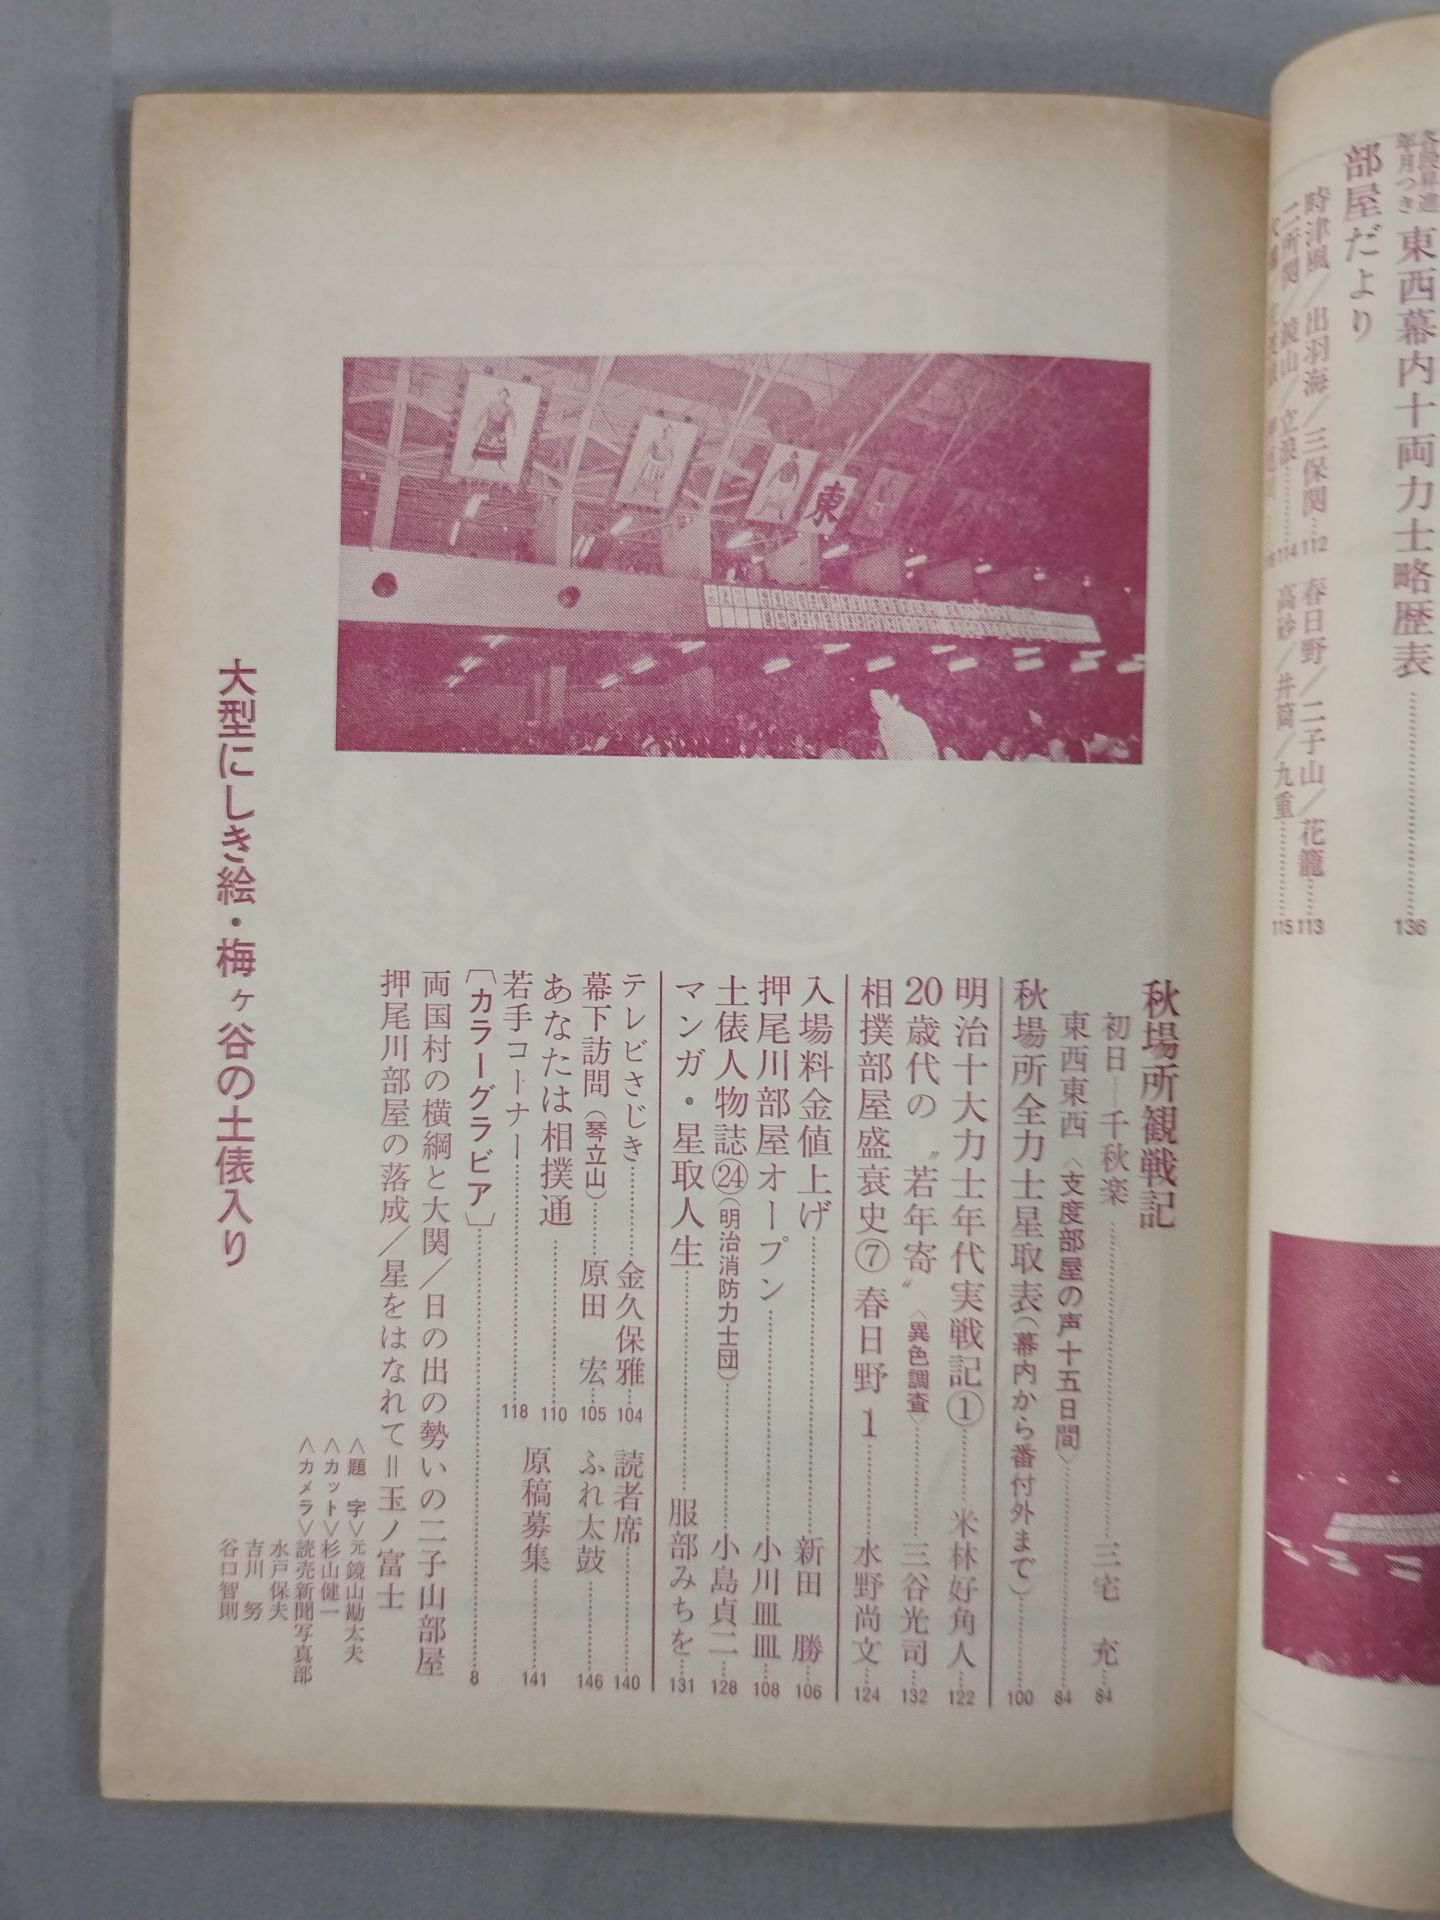 各段昇進
年月つき
東西幕内十両力士略歴表……136
部屋だより
時津風／出羽海／三保関…112
春日野／二子山／花籠……113
二所関／鏡山／立浪……114
高砂／井筒／九重……115
東
秋場所観戦記
初日―千秋楽……三宅　充…84
東西東西〈支度部屋の声十五日間〉……84
秋場所全力士星取表（幕内から番付外まで）……100
明治十大力士年代実戦記①……米林好角人…122
20歳代の〝若年寄〟〈異色調査〉……三谷光司…132
相撲部屋盛衰史⑦春日野1……水野尚文…124
入場料金値上げ……新田　勝…106
押尾川部屋オープン……小川皿皿…108
土俵人物誌㉔（明治消防力士団）……小島貞二…128
マンガ・星取人生……服部みちを…131
テレビさじき……金久保雅…104
読者席……140
幕下訪問（琴立山）……原田　宏…105
ふれ太鼓……146
あなたは相撲通……110
原稿募集……141
若手コーナー……118
〔カラーグラビア〕……8
両国村の横綱と大関／日の出の勢いの二子山部屋
押尾川部屋の落成／星をはなれて＝玉ノ富士
〈題　字〉元鏡山勘太夫
〈カット〉杉山健一
〈カメラ〉読売新聞写真部
水戸保夫
吉川　努
谷口智則
大型にしき絵・梅ヶ谷の土俵入り